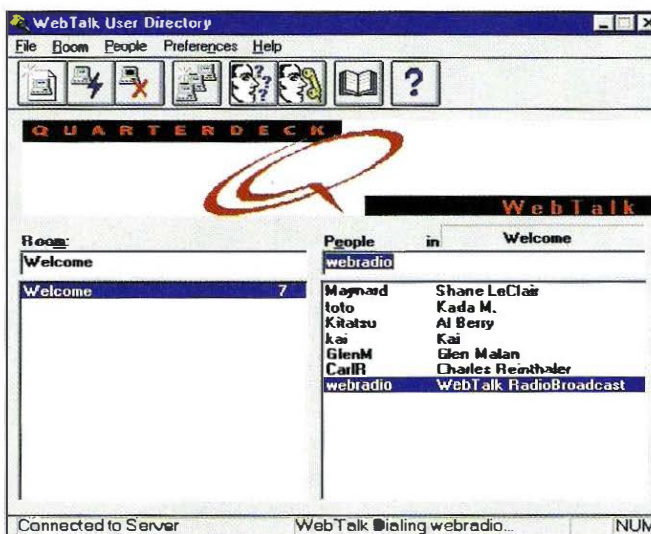 WebTalk User Directory
File Room People Preferences Help
QUARTERDECK
WebTalk
Room:
Welcome
Welcome 7
People in Welcome
webradio
Maynard Shane LeClair
toto Kada M.
Kitatsu Al Berry
kai Kai
GlenM Glen Malan
CarlR Charles Reinthaler
webradio WebTalk RadioBroadcast
Connected to Server WebTalk Dialing webradio... NUM